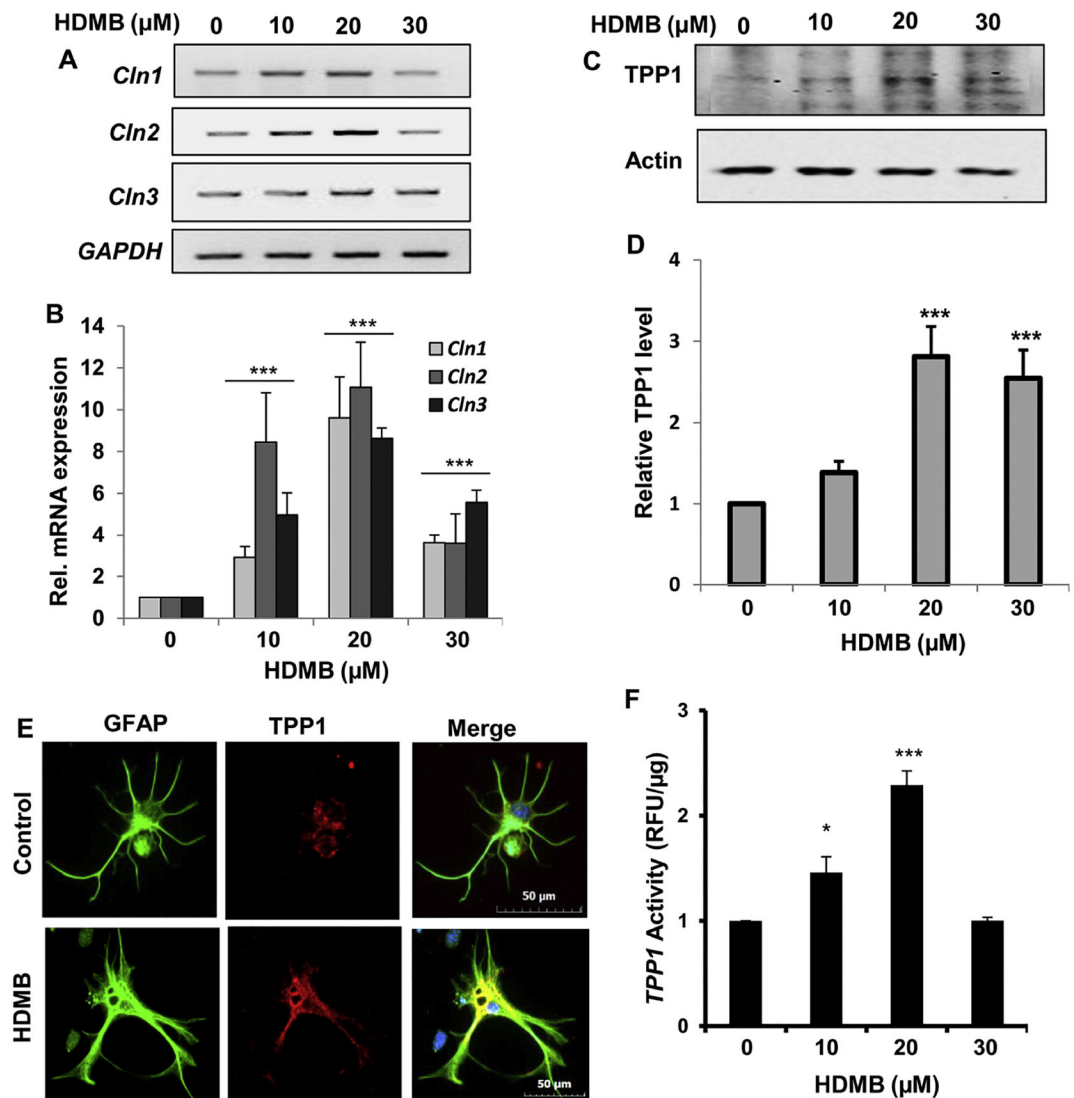 HDMB (µM) 0 10 20 30
A
Cln1
Cln2
Cln3
GAPDH
B
Rel. mRNA expression
14
12
10
8
6
4
2
0
***
***
***
Cln1
Cln2
Cln3
0 10 20 30
HDMB (µM)
HDMB (µM) 0 10 20 30
C
TPP1
Actin
D
Relative TPP1 level
4
3
2
1
0
***
***
0 10 20 30
HDMB (µM)
E
GFAP TPP1 Merge
Control
50 µm
HDMB
50 µm
F
TPP1 Activity (RFU/µg)
3
2
1
0
*
***
0 10 20 30
HDMB (µM)